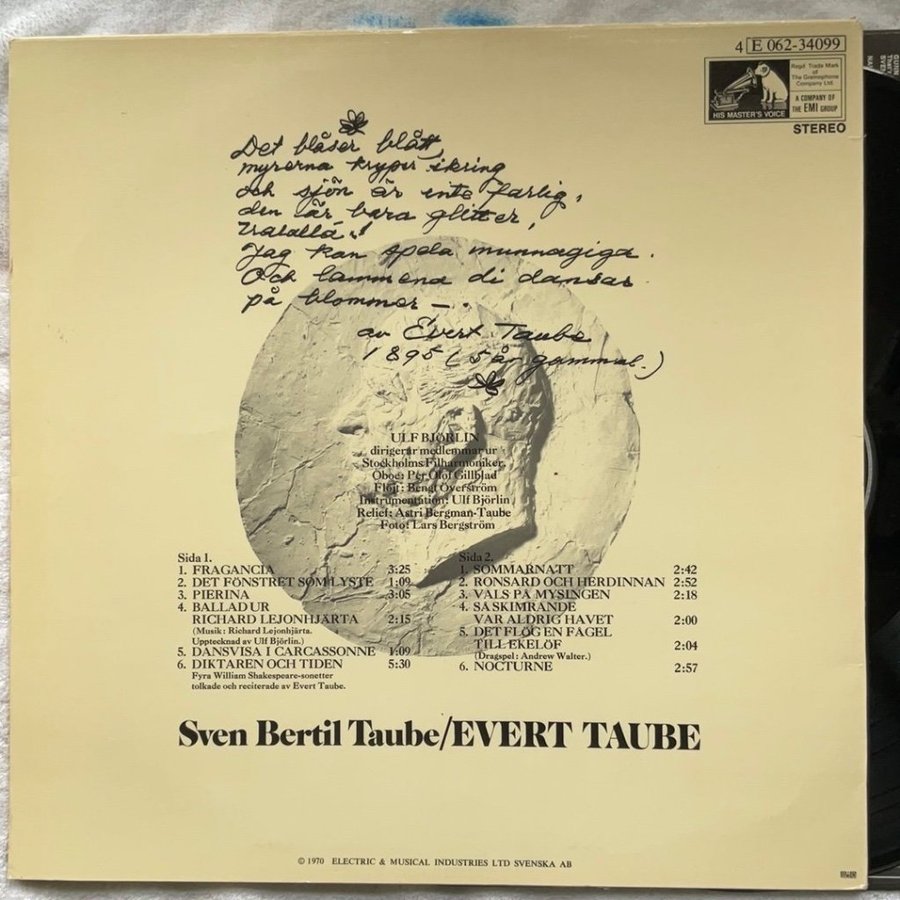 4 E 062-34099
Regd Trade Mark
of
The Gramophone
Company Ltd
A COMPANY OF
THE EMI GROUP
HIS MASTER'S VOICE
STEREO
Det blåser blått,
myrorna kryper ikring
och sjön är inte farlig,
den är bara glitter,
Jag kan spela munnagiga.
Och lammena di dansar
på blommor —.
av Evert Taube
1895 (5 år gammal.)
ULF BJÖRLIN
dirigerar medlemmar ur
Stockholms Filharmoniker
Oboe: Per Olof Gillblad
Flöjt: Bengt Överström
Instrumentation: Ulf Björlin
Relief: Astri Bergman-Taube
Foto: Lars Bergström
Sida 1.
1. FRAGANCIA 3:25
2. DET FÖNSTRET SOM LYSTE 1:09
3. PIERINA 3:05
4. BALLAD UR
RICHARD LEJONHJÄRTA 2:15
(Musik: Richard Lejonhjärta.
Upptecknad av Ulf Björlin.)
5. DANSVISA I CARCASSONNE 1:09
6. DIKTAREN OCH TIDEN 5:30
Fyra William Shakespeare-sonetter
tolkade och reciterade av Evert Taube.
Sida 2.
1. SOMMARNATT 2:42
2. RONSARD OCH HERDINNAN 2:52
3. VALS PÅ MYSINGEN 2:18
4. SÅ SKIMRANDE
VAR ALDRIG HAVET 2:00
5. DET FLÖG EN FÅGEL
TILL EKELÖF 2:04
(Dragspel: Andrew Walter.)
6. NOCTURNE 2:57
Sven Bertil Taube/EVERT TAUBE
© 1970 ELECTRIC & MUSICAL INDUSTRIES LTD SVENSKA AB